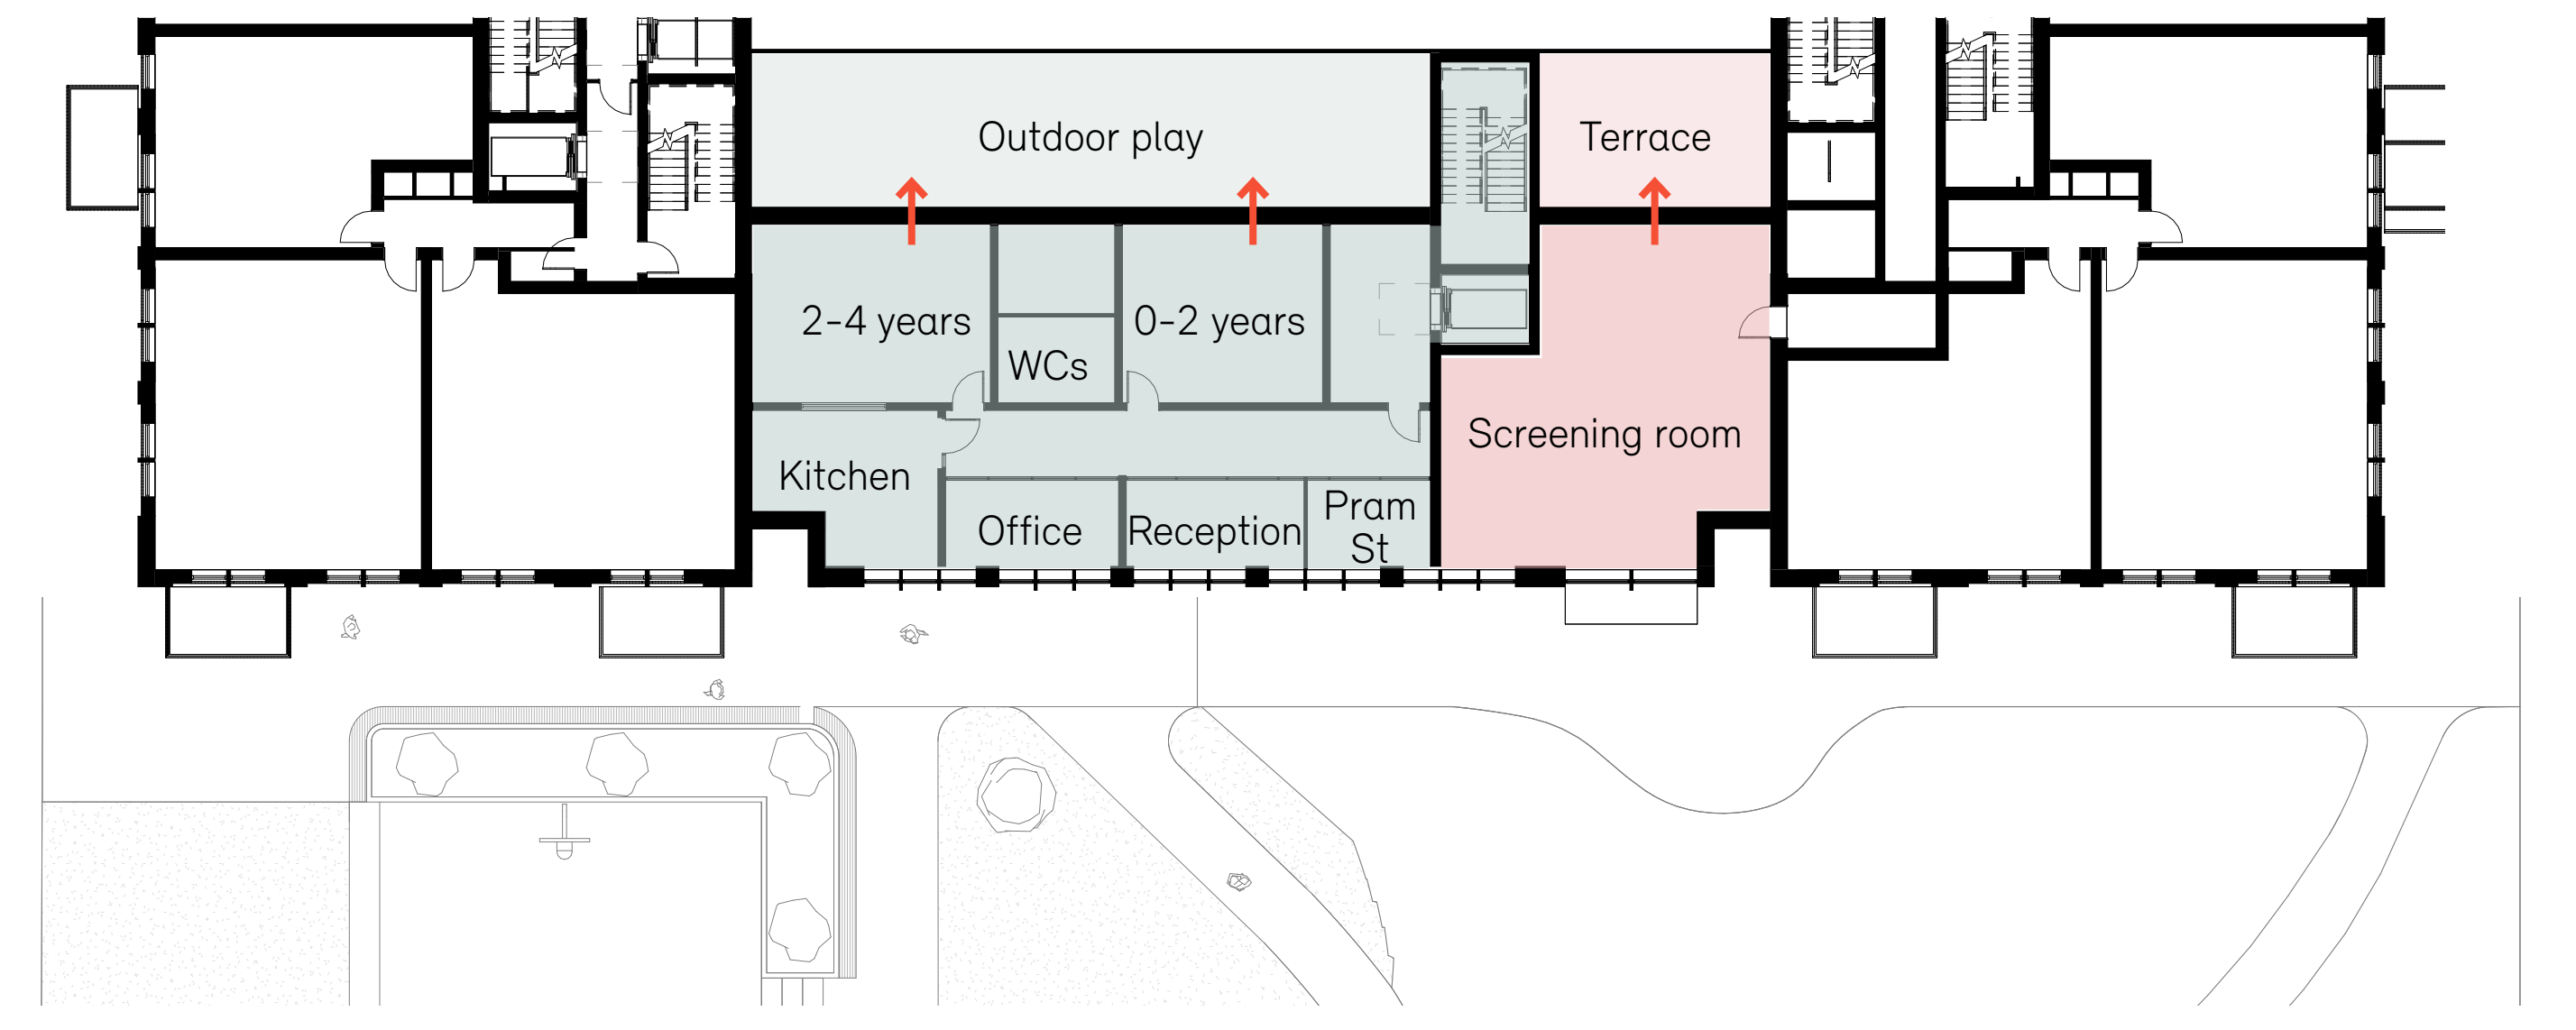 Outdoor play
Terrace
2-4 years
0-2 years
WCs
Screening room
Kitchen
Office
Reception
Pram
St